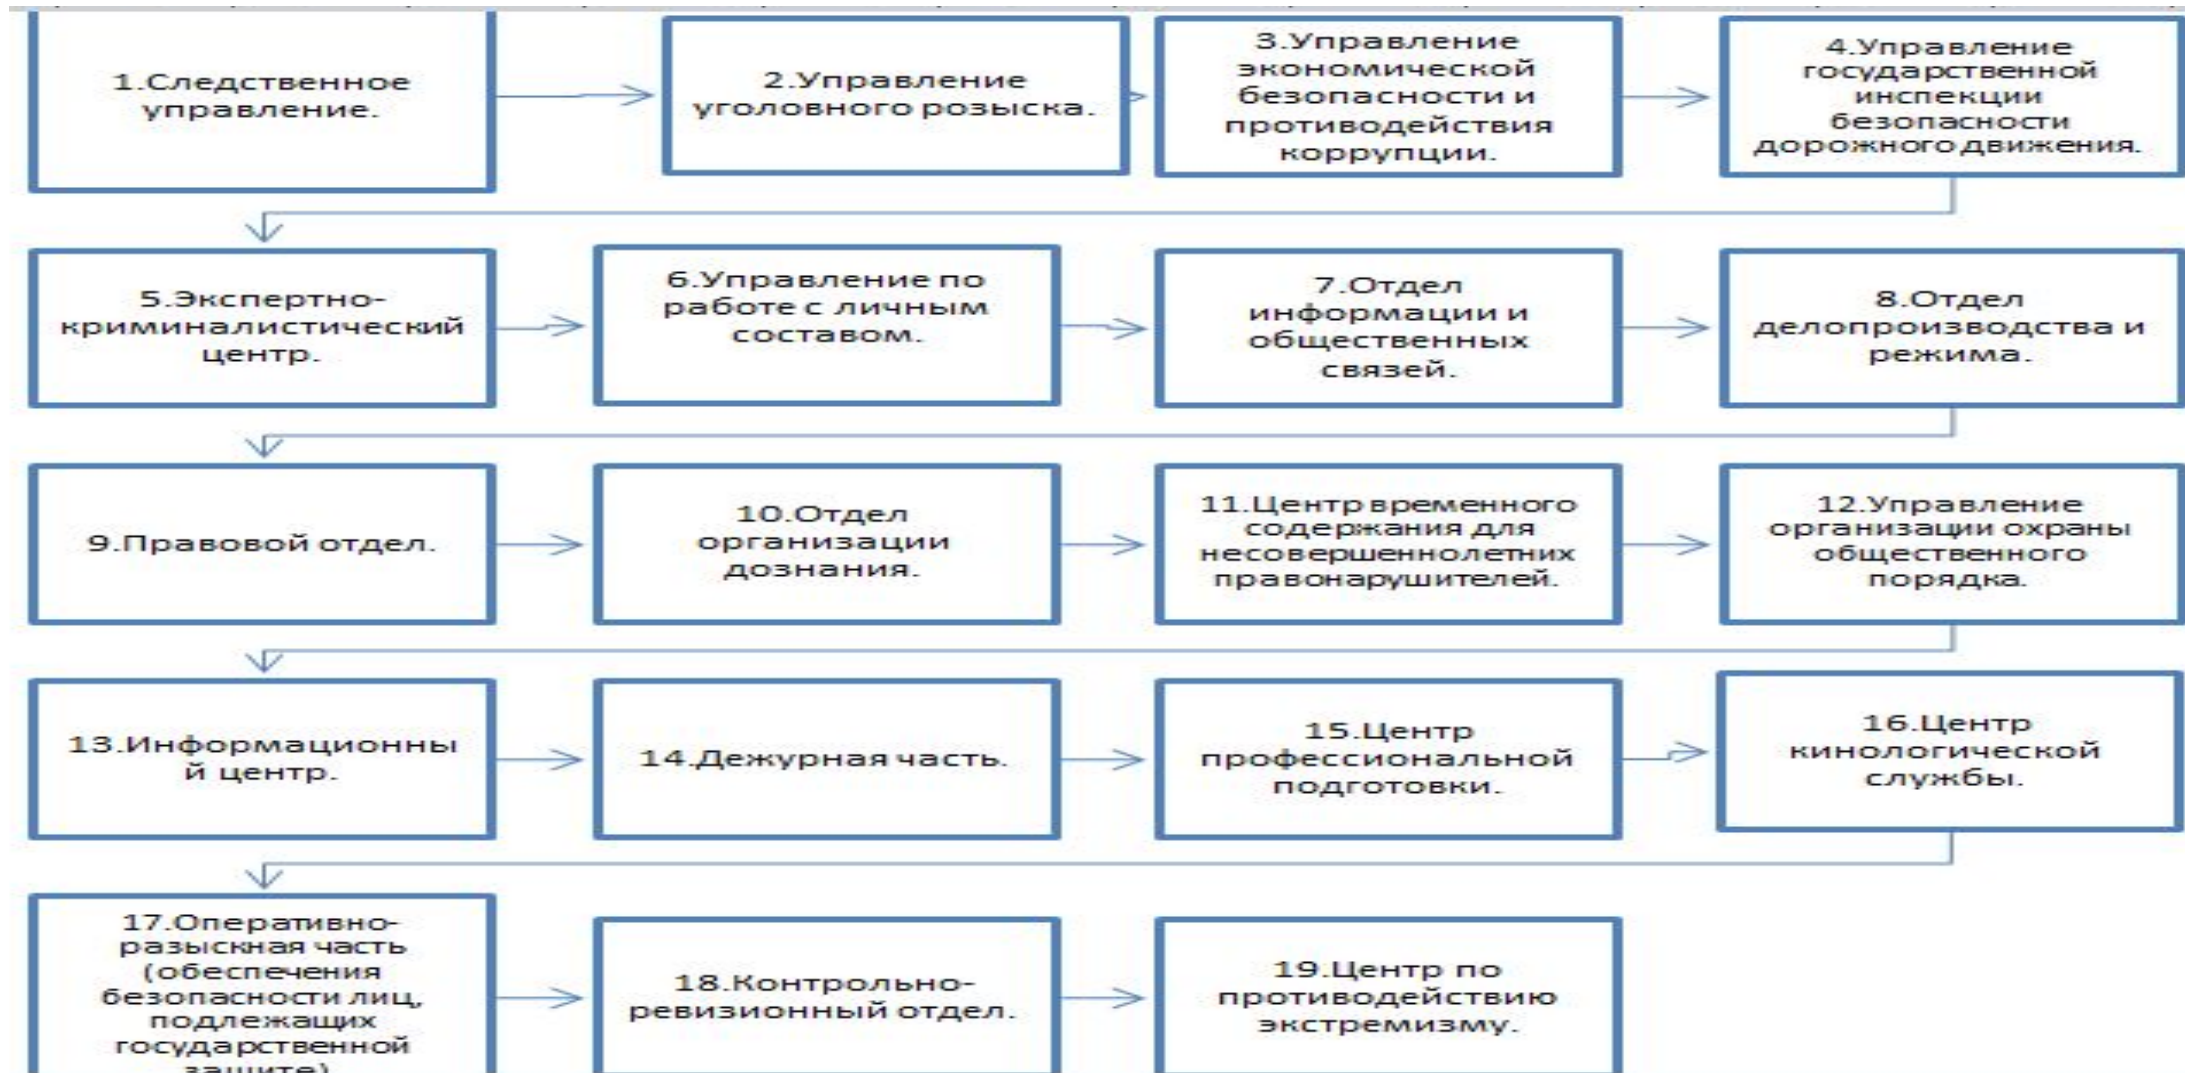 1.Следственное
управление.
2.Управление
уголовного розыска.
3.Управление
экономической
безопасности и
противодействия
коррупции.
4.Управление
государственной
инспекции
безопасности
дорожного движения.
5.Экспертно-
криминалистический
центр.
6.Управление по
работе с личным
составом.
7.Отдел
информации и
общественных
связей.
8.Отдел
делопроизводства и
режима.
9.Правовой отдел.
10.Отдел
организации
дознания.
11.Центр временного
содержания для
несовершеннолетних
правонарушителей.
12.Управление
организации охраны
общественного
порядка.
13.Информационны
й центр.
14.Дежурная часть.
15.Центр
профессиональной
подготовки.
16.Центр
кинологической
службы.
17.Оперативно-
разыскная часть
(обеспечения
безопасности лиц,
подлежащих
государственной
защите)
18.Контрольно-
ревизионный отдел.
19.Центр по
противодействию
экстремизму.